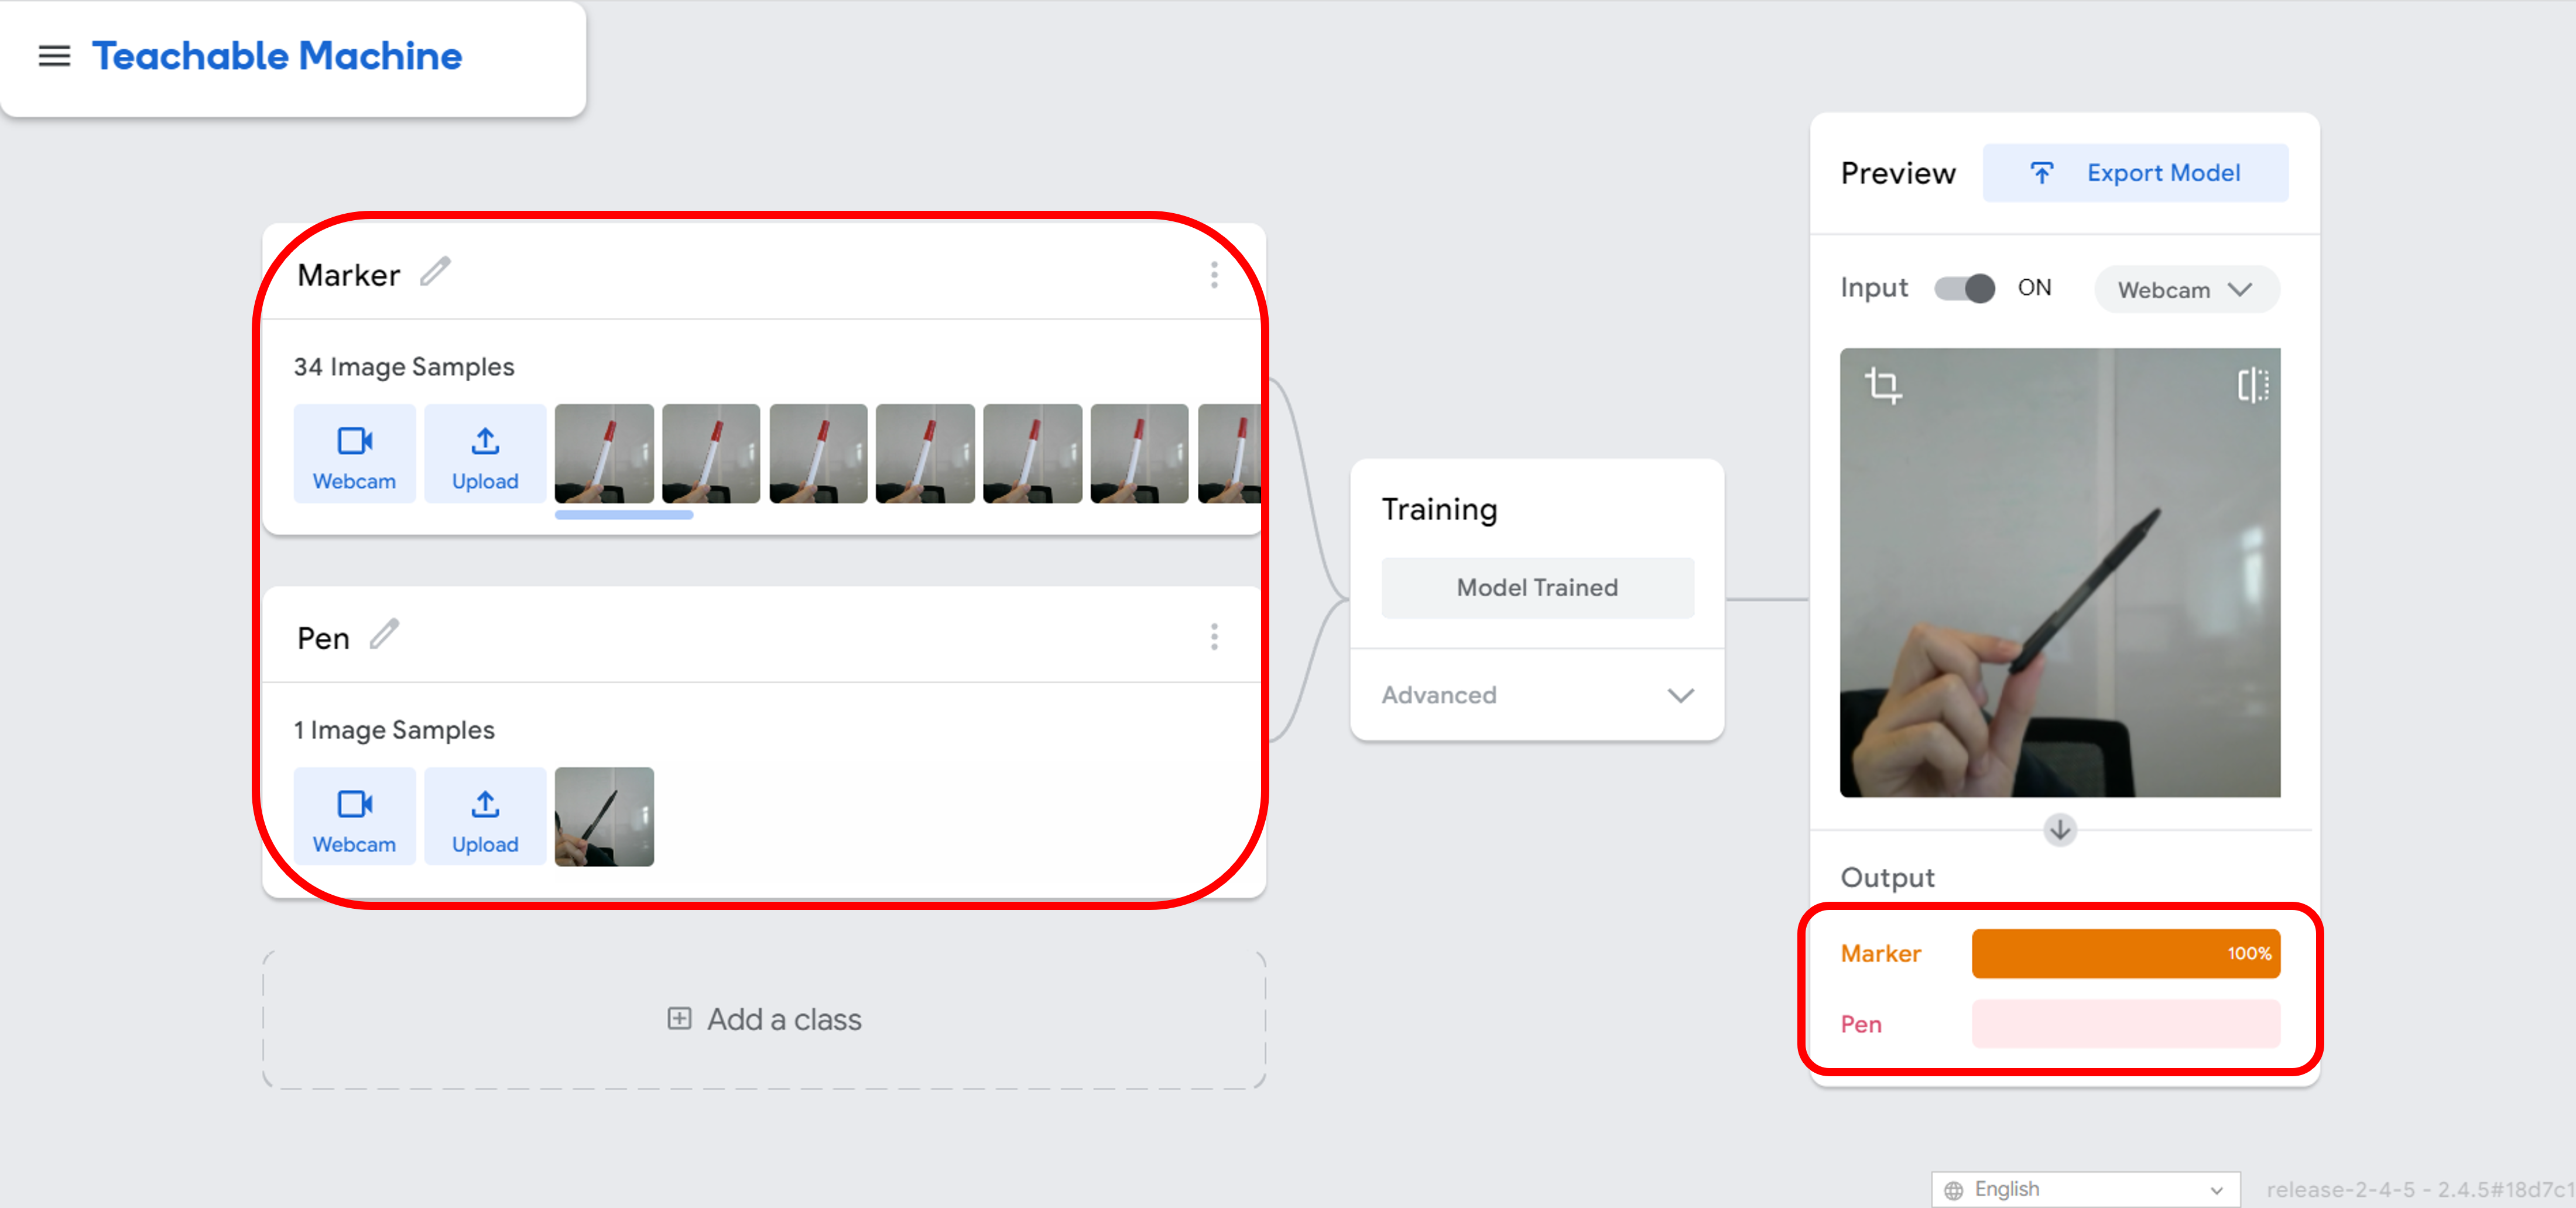 Teachable Machine
Marker
34 Image Samples
Webcam
Upload
Pen
1 Image Samples
Webcam
Upload
Add a class
Training
Model Trained
Advanced
Preview
Export Model
Input ON Webcam
Output
Marker 100%
Pen
English
release-2-4-5 - 2.4.5#18d7c1